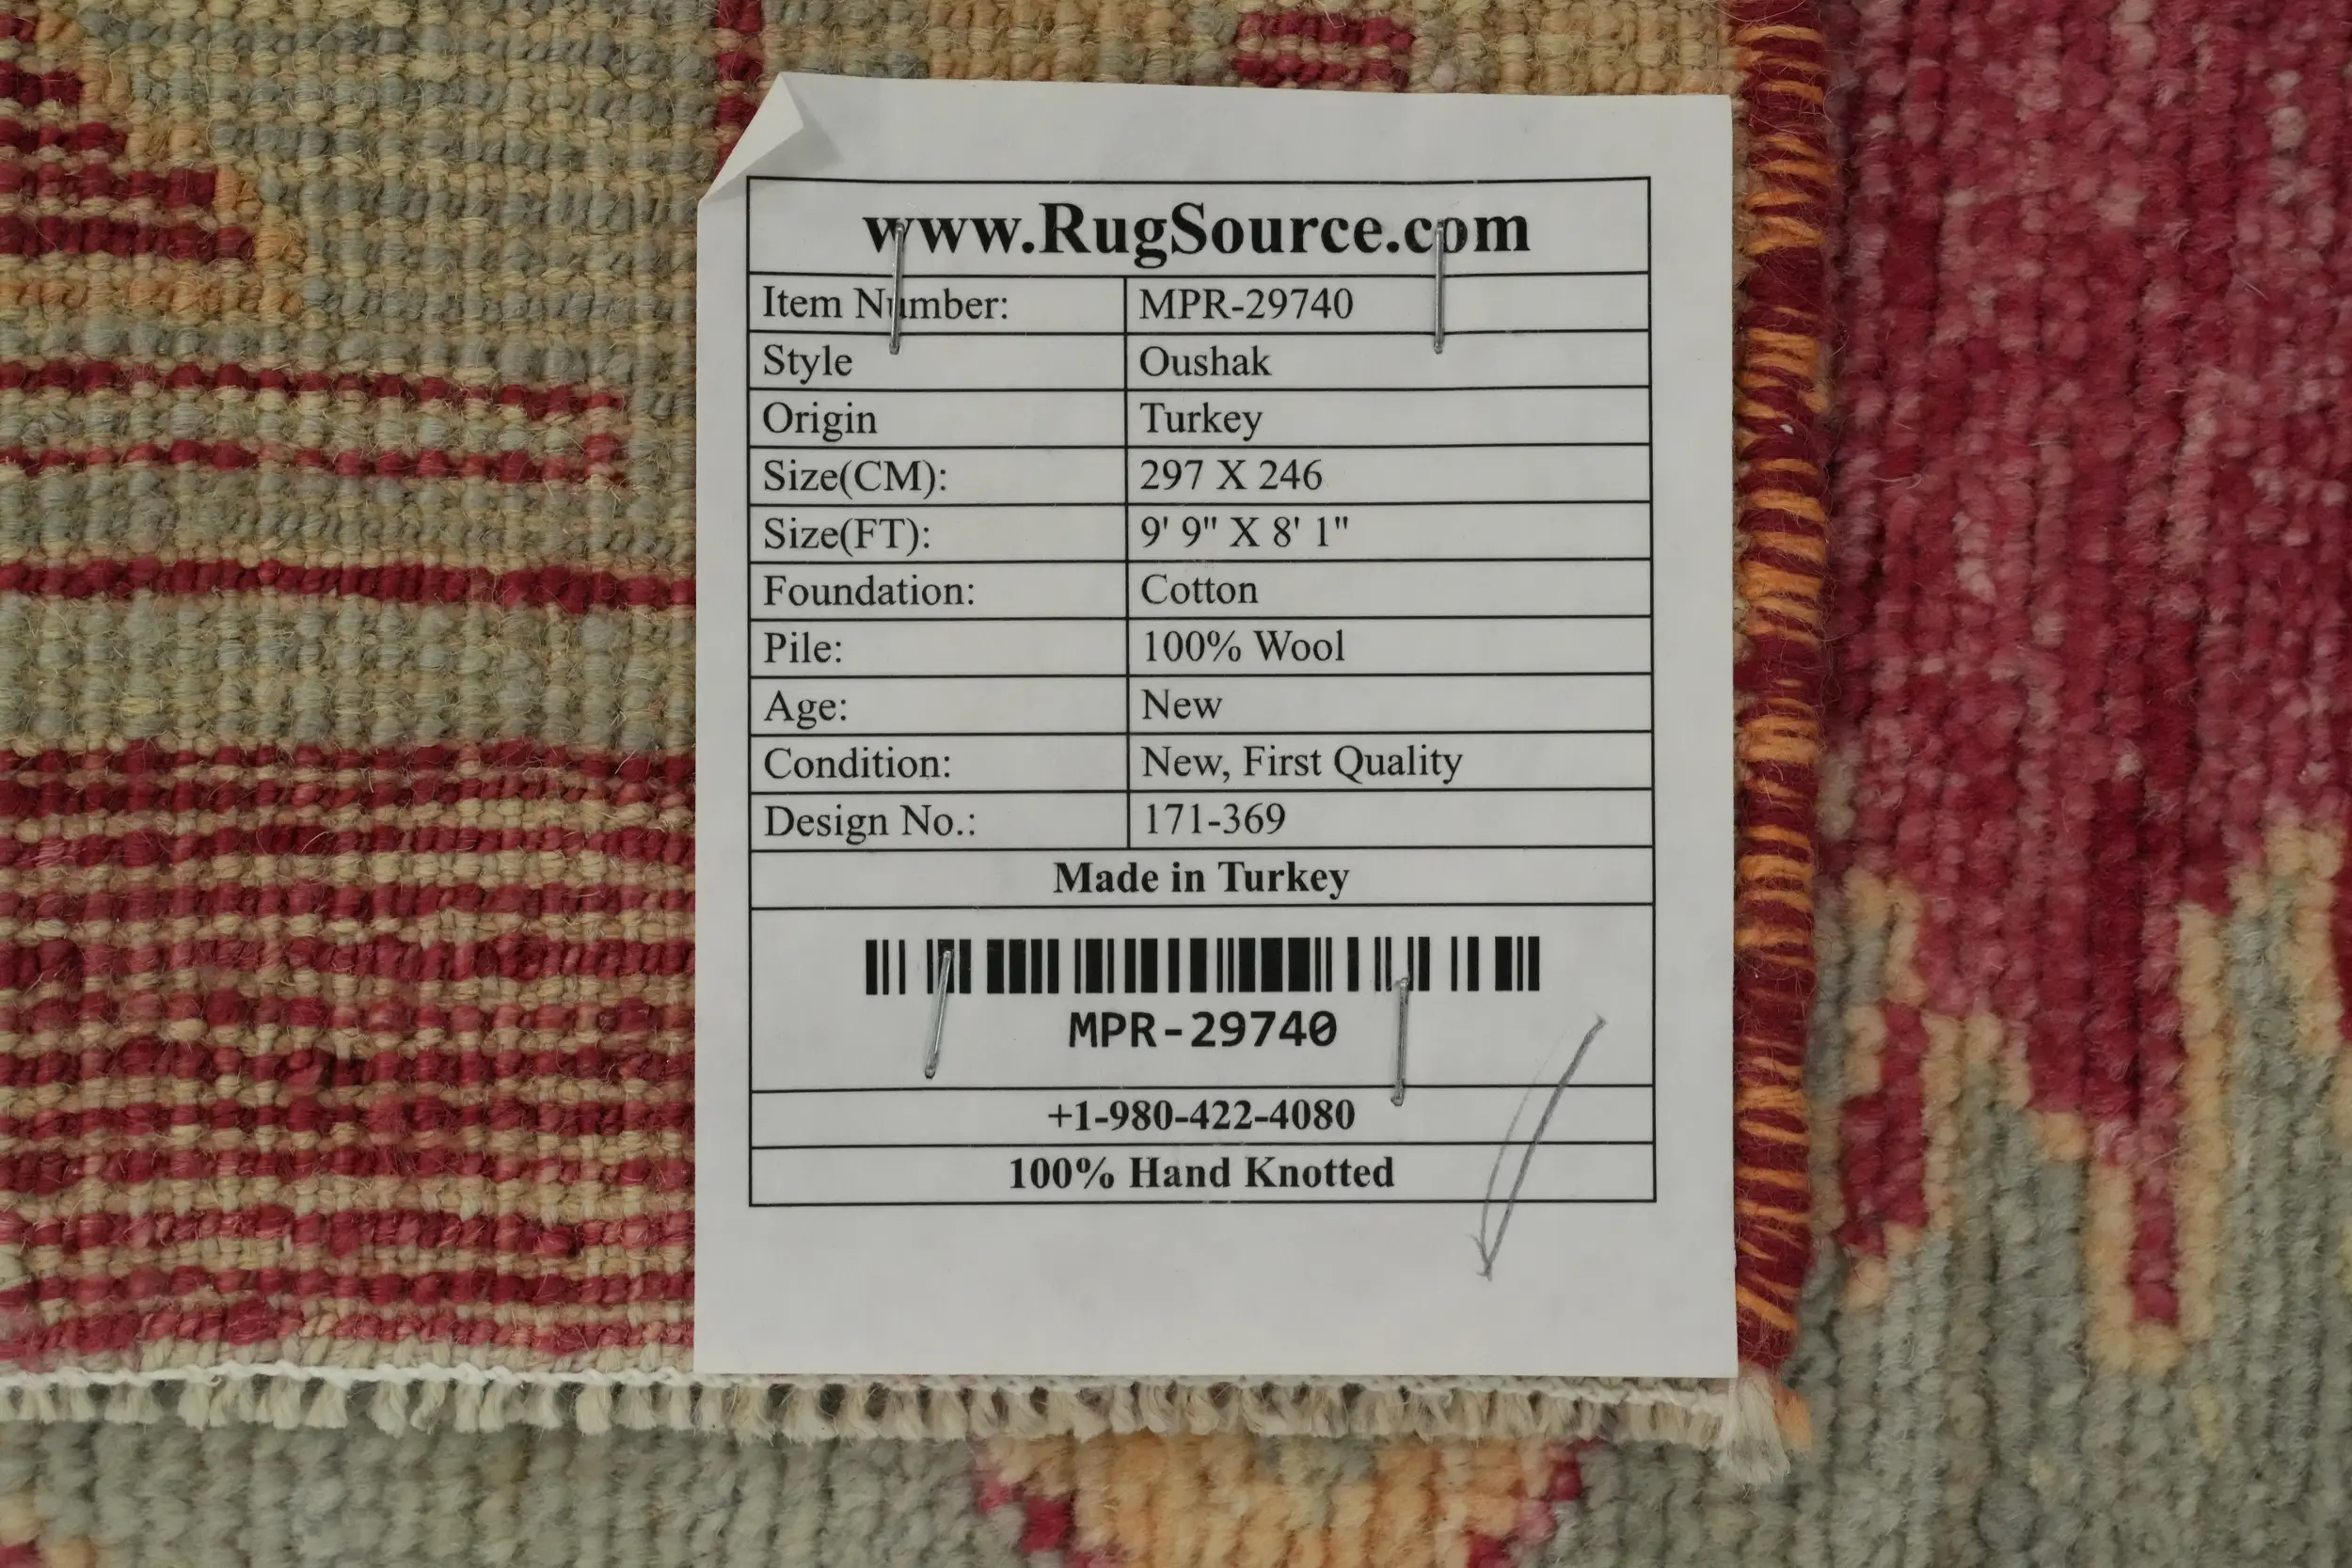 www.RugSource.com
Item Number: MPR-29740
Style Oushak
Origin Turkey
Size(CM): 297 X 246
Size(FT): 9' 9" X 8' 1"
Foundation: Cotton
Pile: 100% Wool
Age: New
Condition: New, First Quality
Design No.: 171-369
Made in Turkey
MPR-29740
+1-980-422-4080
100% Hand Knotted